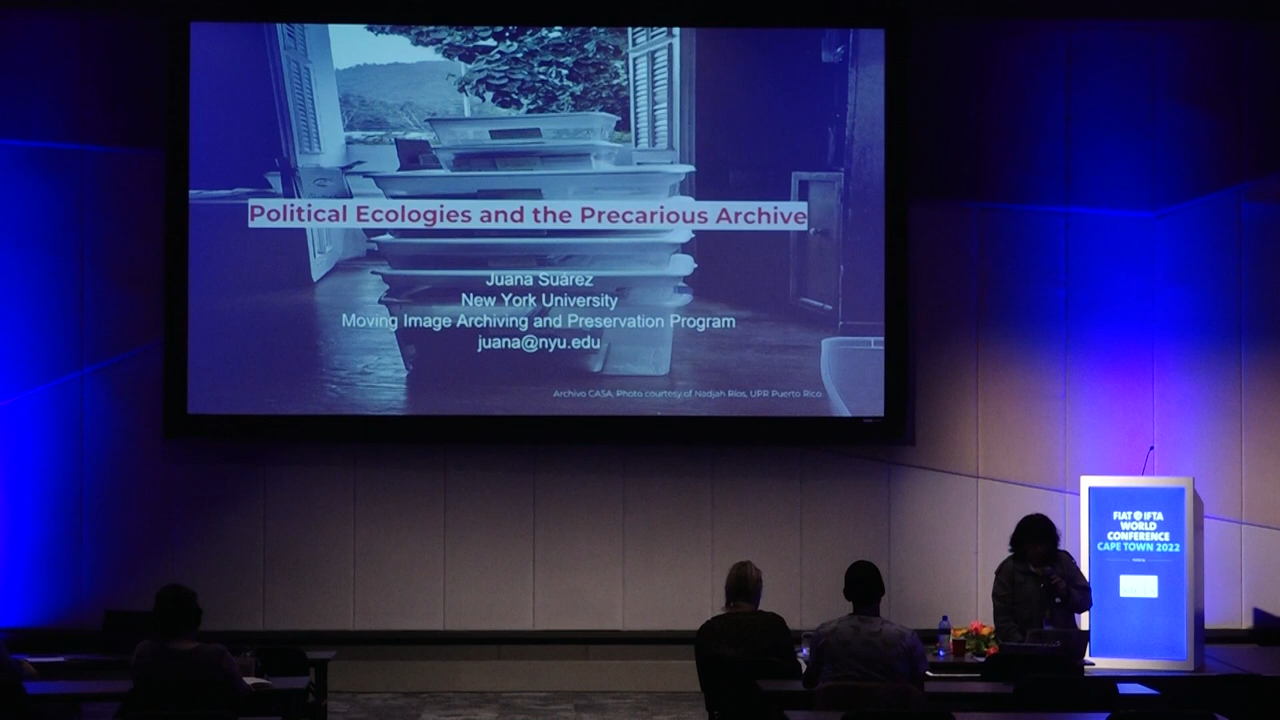 Political Ecologies and the Precarious Archive
Juana Suárez
New York University
Moving Image Archiving and Preservation Program
juana@nyu.edu
Archivo CASA, Photo courtesy of Nadjah Ríos, UPR Puerto Rico
FIAT IFTA
WORLD
CONFERENCE
CAPE TOWN 2022